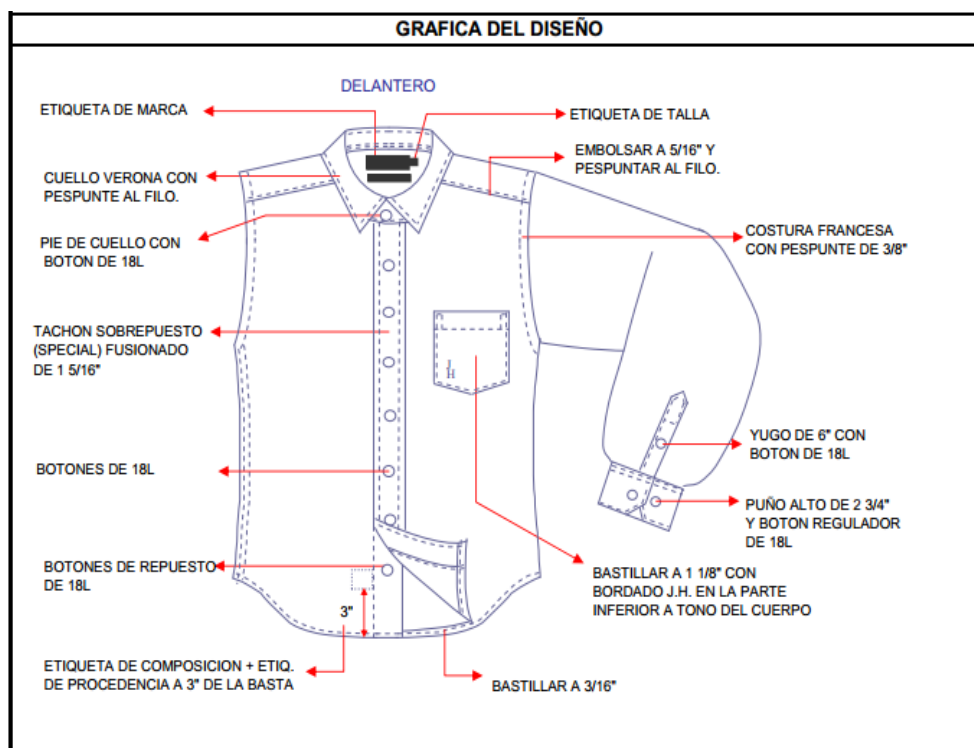 GRAFICA DEL DISEÑO
DELANTERO
ETIQUETA DE MARCA
ETIQUETA DE TALLA
EMBOLSAR A 5/16" Y
PESPUNTAR AL FILO.
CUELLO VERONA CON
PESPUNTE AL FILO.
PIE DE CUELLO CON
BOTON DE 18L
COSTURA FRANCESA
CON PESPUNTE DE 3/8"
TACHON SOBREPUESTO
(SPECIAL) FUSIONADO
DE 1 5/16"
J
H
YUGO DE 6" CON
BOTON DE 18L
BOTONES DE 18L
PUÑO ALTO DE 2 3/4"
Y BOTON REGULADOR
DE 18L
BOTONES DE REPUESTO
DE 18L
BASTILLAR A 1 1/8" CON
BORDADO J.H. EN LA PARTE
INFERIOR A TONO DEL CUERPO
3"
ETIQUETA DE COMPOSICION + ETIQ.
DE PROCEDENCIA A 3" DE LA BASTA
BASTILLAR A 3/16"